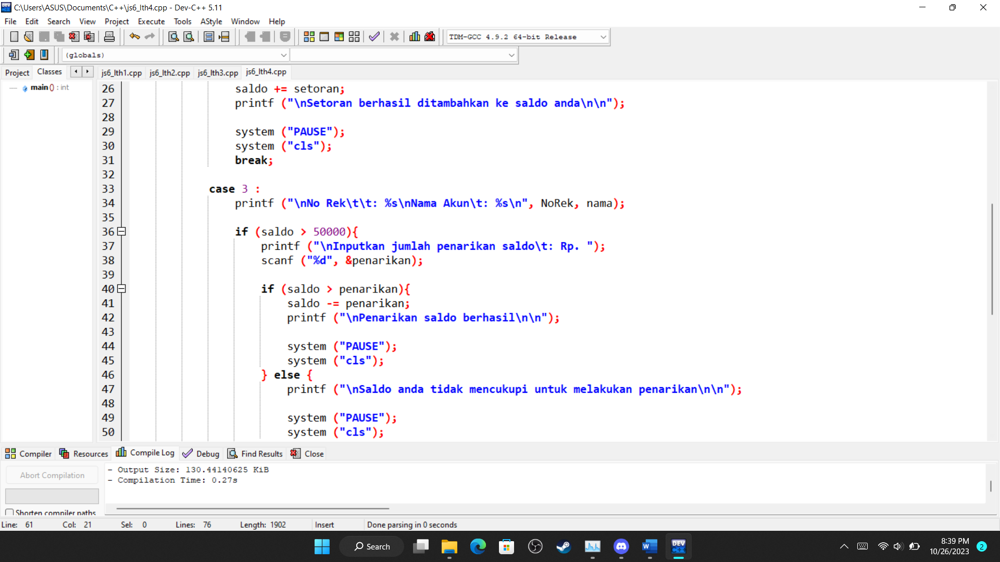 C:\Users\ASUS\Documents\C++\js6_lth4.cpp - Dev-C++ 5.11
File Edit Search View Project Execute Tools AStyle Window Help
TDM-GCC 4.9.2 64-bit Release
(globals)
Project Classes js6_lth1.cpp js6_lth2.cpp js6_lth3.cpp js6_lth4.cpp
main () : int
26 saldo += setoran;
27 printf ("\nSetoran berhasil ditambahkan ke saldo anda\n\n");
28
29 system ("PAUSE");
30 system ("cls");
31 break;
32
33 case 3 :
34 printf ("\nNo Rek\t\t: %s\nNama Akun\t: %s\n", NoRek, nama);
35
36 if (saldo > 50000){
37 printf ("\nInputkan jumlah penarikan saldo\t: Rp. ");
38 scanf ("%d", &penarikan);
39
40 if (saldo > penarikan){
41 saldo -= penarikan;
42 printf ("\nPenarikan saldo berhasil\n\n");
43
44 system ("PAUSE");
45 system ("cls");
46 } else {
47 printf ("\nSaldo anda tidak mencukupi untuk melakukan penarikan\n\n");
48
49 system ("PAUSE");
50 system ("cls");
Compiler Resources Compile Log Debug Find Results Close
Abort Compilation
- Output Size: 130.44140625 KiB
- Compilation Time: 0.27s
Shorten compiler paths
Line: 61 Col: 21 Sel: 0 Lines: 76 Length: 1902 Insert Done parsing in 0 seconds
Search
DEV C++
8:39 PM
10/26/2023
2